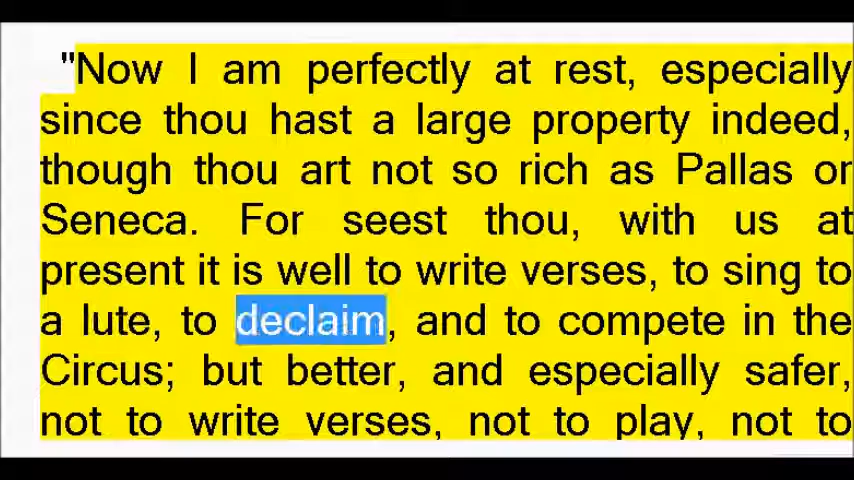 "Now I am perfectly at rest, especially
since thou hast a large property indeed,
though thou art not so rich as Pallas or
Seneca. For seest thou, with us at
present it is well to write verses, to sing to
a lute, to declaim, and to compete in the
Circus; but better, and especially safer,
not to write verses, not to play, not to